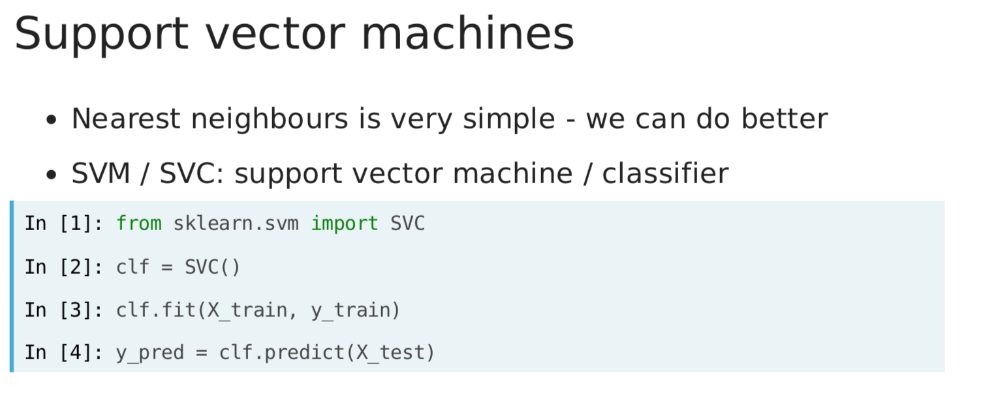 Support vector machines
• Nearest neighbours is very simple - we can do better
• SVM / SVC: support vector machine / classifier
In [1]: from sklearn.svm import SVC
In [2]: clf = SVC()
In [3]: clf.fit(X_train, y_train)
In [4]: y_pred = clf.predict(X_test)